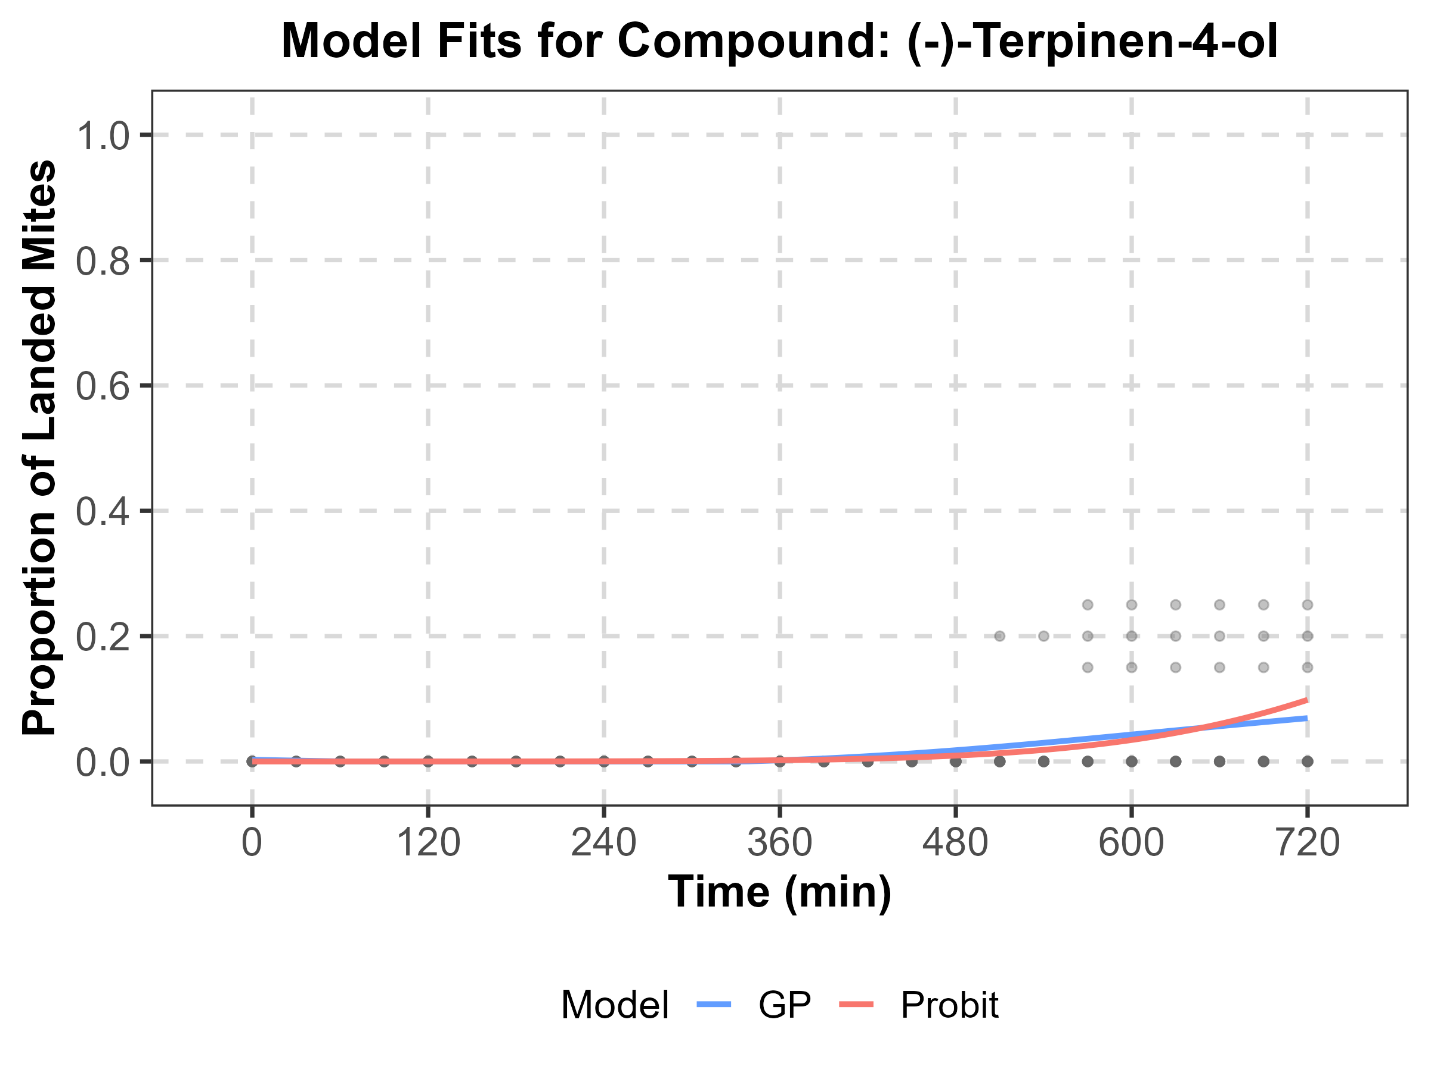 Model Fits for Compound: (-)-Terpinen-4-ol
Proportion of Landed Mites
1.0
0.8
0.6
0.4
0.2
0.0
0 120 240 360 480 600 720
Time (min)
Model GP Probit